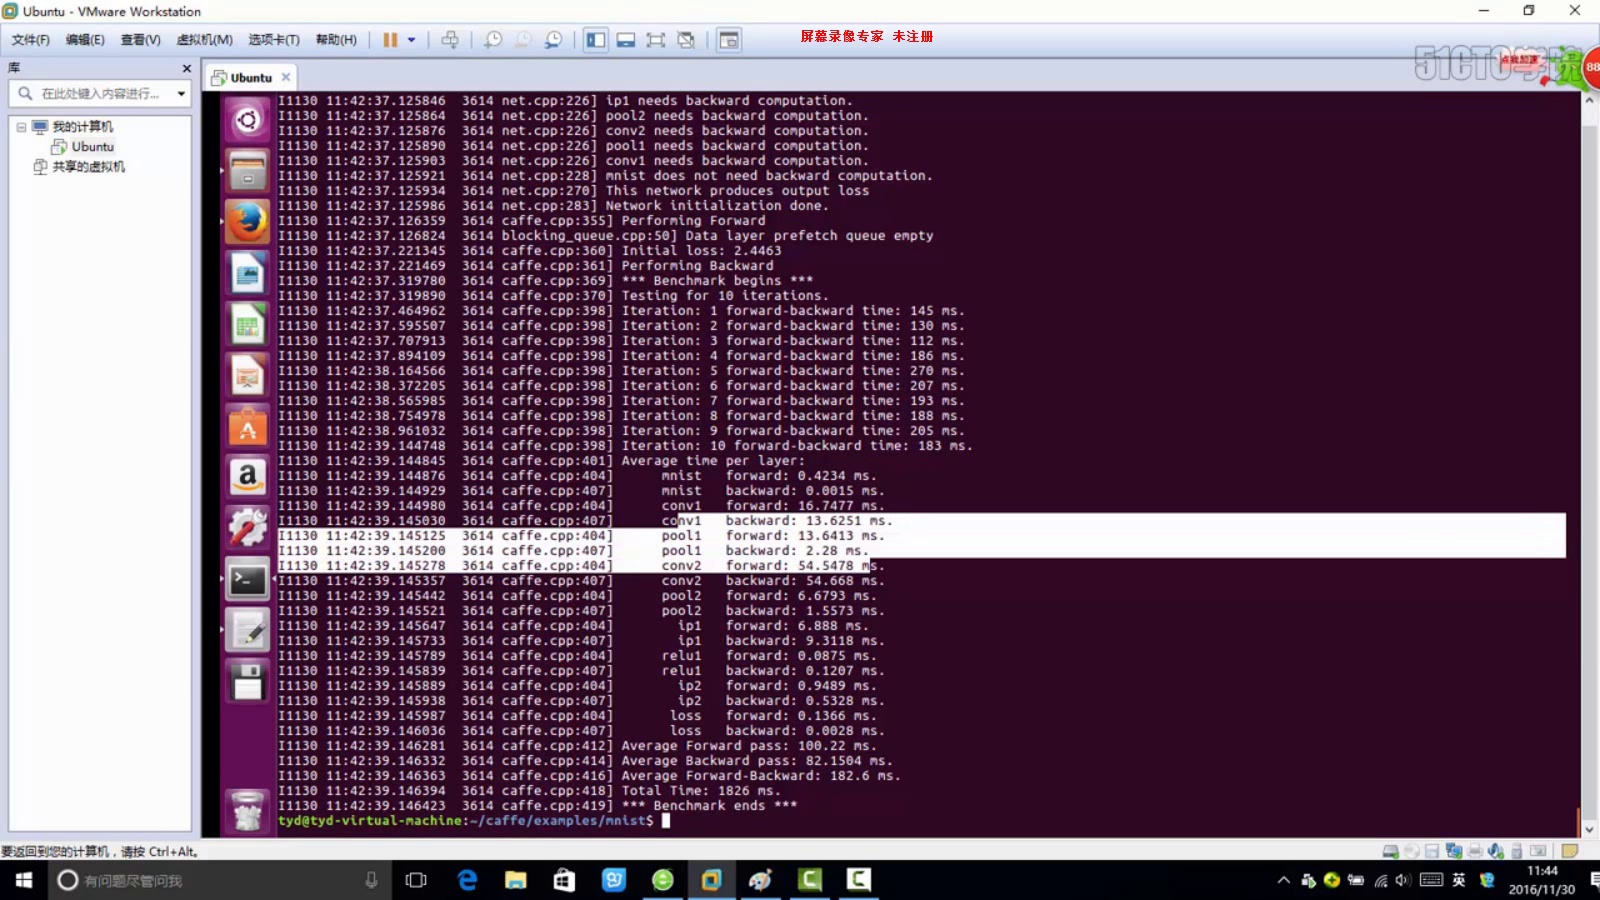 Ubuntu - VMware Workstation
文件(F) 编辑(E) 查看(V) 虚拟机(M) 选项卡(T) 帮助(H)
屏幕录像专家 未注册
51CTO学院
点我加速
88
库
Ubuntu
在此处键入内容进行...
我的计算机
Ubuntu
共享的虚拟机
I1130 11:42:37.125846 3614 net.cpp:226] ip1 needs backward computation.
I1130 11:42:37.125864 3614 net.cpp:226] pool2 needs backward computation.
I1130 11:42:37.125876 3614 net.cpp:226] conv2 needs backward computation.
I1130 11:42:37.125890 3614 net.cpp:226] pool1 needs backward computation.
I1130 11:42:37.125903 3614 net.cpp:226] conv1 needs backward computation.
I1130 11:42:37.125921 3614 net.cpp:228] mnist does not need backward computation.
I1130 11:42:37.125934 3614 net.cpp:270] This network produces output loss
I1130 11:42:37.125986 3614 net.cpp:283] Network initialization done.
I1130 11:42:37.126359 3614 caffe.cpp:355] Performing Forward
I1130 11:42:37.126824 3614 blocking_queue.cpp:50] Data layer prefetch queue empty
I1130 11:42:37.221345 3614 caffe.cpp:360] Initial loss: 2.4463
I1130 11:42:37.221469 3614 caffe.cpp:361] Performing Backward
I1130 11:42:37.319780 3614 caffe.cpp:369] *** Benchmark begins ***
I1130 11:42:37.319890 3614 caffe.cpp:370] Testing for 10 iterations.
I1130 11:42:37.464962 3614 caffe.cpp:398] Iteration: 1 forward-backward time: 145 ms.
I1130 11:42:37.595507 3614 caffe.cpp:398] Iteration: 2 forward-backward time: 130 ms.
I1130 11:42:37.707913 3614 caffe.cpp:398] Iteration: 3 forward-backward time: 112 ms.
I1130 11:42:37.894109 3614 caffe.cpp:398] Iteration: 4 forward-backward time: 186 ms.
I1130 11:42:38.164566 3614 caffe.cpp:398] Iteration: 5 forward-backward time: 270 ms.
I1130 11:42:38.372205 3614 caffe.cpp:398] Iteration: 6 forward-backward time: 207 ms.
I1130 11:42:38.565985 3614 caffe.cpp:398] Iteration: 7 forward-backward time: 193 ms.
I1130 11:42:38.754978 3614 caffe.cpp:398] Iteration: 8 forward-backward time: 188 ms.
I1130 11:42:38.961032 3614 caffe.cpp:398] Iteration: 9 forward-backward time: 205 ms.
I1130 11:42:39.144748 3614 caffe.cpp:398] Iteration: 10 forward-backward time: 183 ms.
I1130 11:42:39.144845 3614 caffe.cpp:401] Average time per layer:
I1130 11:42:39.144876 3614 caffe.cpp:404] mnist forward: 0.4234 ms.
I1130 11:42:39.144929 3614 caffe.cpp:407] mnist backward: 0.0015 ms.
I1130 11:42:39.144980 3614 caffe.cpp:404] conv1 forward: 16.7477 ms.
I1130 11:42:39.145030 3614 caffe.cpp:407] conv1 backward: 13.6251 ms.
I1130 11:42:39.145125 3614 caffe.cpp:404] pool1 forward: 13.6413 ms.
I1130 11:42:39.145200 3614 caffe.cpp:407] pool1 backward: 2.28 ms.
I1130 11:42:39.145278 3614 caffe.cpp:404] conv2 forward: 54.5478 ms.
I1130 11:42:39.145357 3614 caffe.cpp:407] conv2 backward: 54.668 ms.
I1130 11:42:39.145442 3614 caffe.cpp:404] pool2 forward: 6.6793 ms.
I1130 11:42:39.145521 3614 caffe.cpp:407] pool2 backward: 1.5573 ms.
I1130 11:42:39.145647 3614 caffe.cpp:404] ip1 forward: 6.888 ms.
I1130 11:42:39.145733 3614 caffe.cpp:407] ip1 backward: 9.3118 ms.
I1130 11:42:39.145789 3614 caffe.cpp:404] relu1 forward: 0.0875 ms.
I1130 11:42:39.145839 3614 caffe.cpp:407] relu1 backward: 0.1207 ms.
I1130 11:42:39.145889 3614 caffe.cpp:404] ip2 forward: 0.9489 ms.
I1130 11:42:39.145938 3614 caffe.cpp:407] ip2 backward: 0.5328 ms.
I1130 11:42:39.145987 3614 caffe.cpp:404] loss forward: 0.1366 ms.
I1130 11:42:39.146036 3614 caffe.cpp:407] loss backward: 0.0028 ms.
I1130 11:42:39.146281 3614 caffe.cpp:412] Average Forward pass: 100.22 ms.
I1130 11:42:39.146332 3614 caffe.cpp:414] Average Backward pass: 82.1504 ms.
I1130 11:42:39.146363 3614 caffe.cpp:416] Average Forward-Backward: 182.6 ms.
I1130 11:42:39.146394 3614 caffe.cpp:418] Total Time: 1826 ms.
I1130 11:42:39.146423 3614 caffe.cpp:419] *** Benchmark ends ***
tyd@tyd-virtual-machine:~/caffe/examples/mnist$
要返回到您的计算机，请按 Ctrl+Alt。
有问题尽管问我
英
11:44
2016/11/30